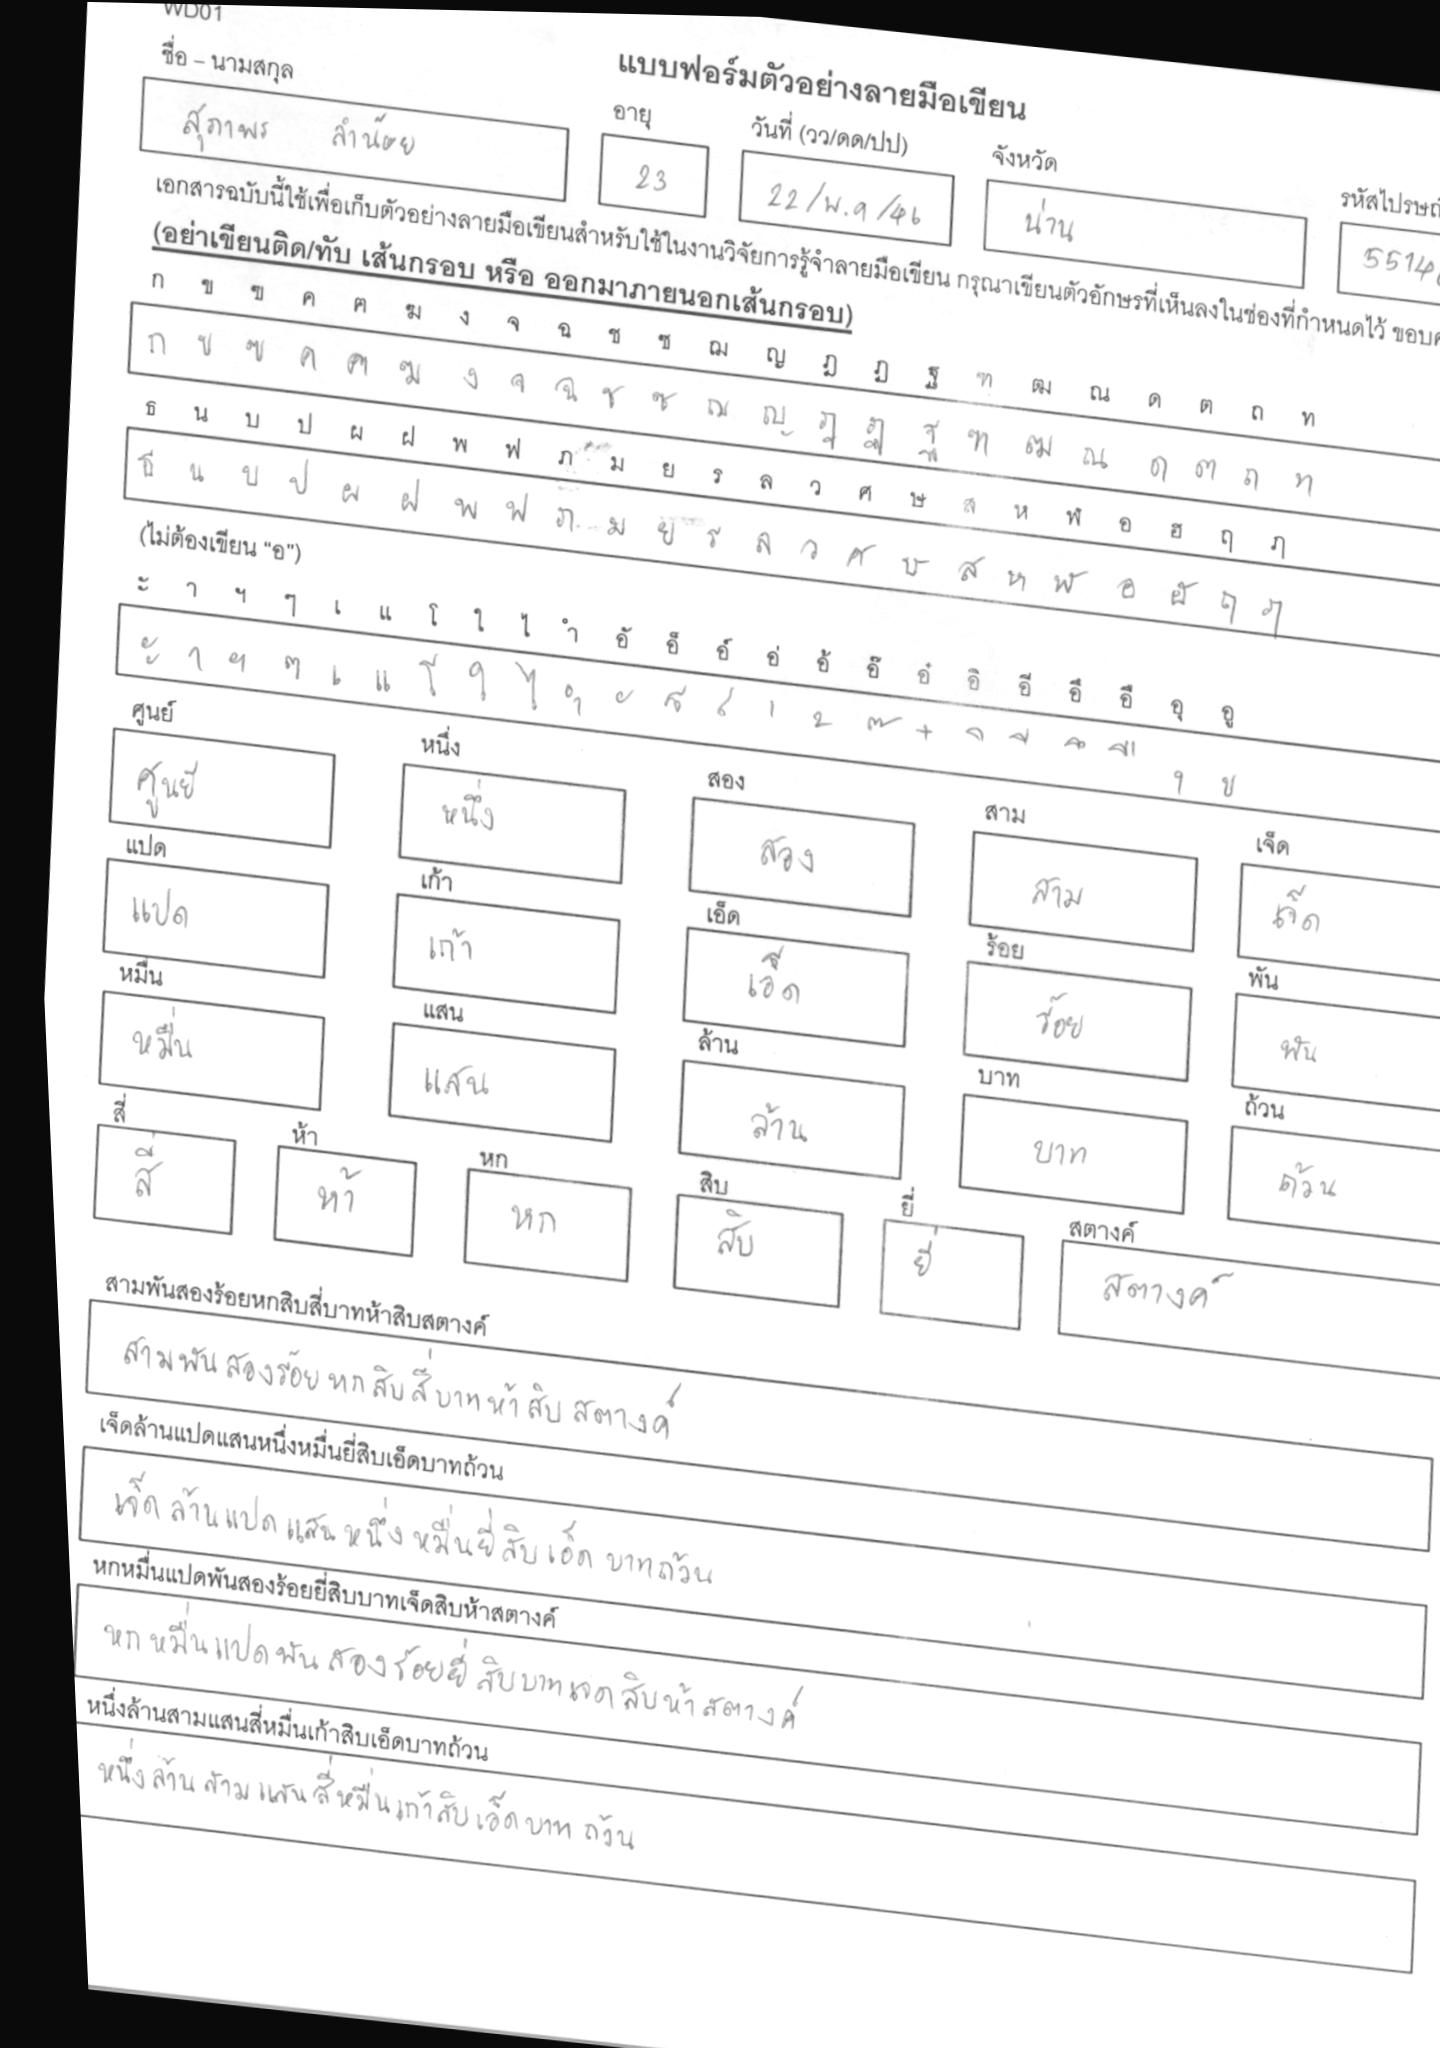 WD01
แบบฟอร์มตัวอย่างลายมือเขียน
ชื่อ – นามสกุล อายุ วันที่ (วว/ดด/ปป) จังหวัด รหัสไปรษณ
สุภาพร 23 22/พ.ค/46 น่าน 5514
เอกสารฉบับนี้ใช้เพื่อเก็บตัวอย่างลายมือเขียนสำหรับใช้ในงานวิจัยการรู้จำลายมือเขียน กรุณาเขียนตัวอักษรที่เห็นลงในช่องที่กำหนดไว้ ขอบค
(อย่าเขียนติด/ทับ เส้นกรอบ หรือ ออกมาภายนอกเส้นกรอบ)
ก ข ฃ ค ฅ ฆ ง จ ฉ ช ซ ฌ ญ ฎ ฏ ฐ ฑ ฒ ณ ด ต ถ ท
ก ข ฃ ค ฅ ฆ ง จ ฉ ช ซ ฌ ญ ฎ ฏ ฐ ฑ ฒ ณ ด ต ถ ท
ธ น บ ป ผ ฝ พ ฟ ภ ม ย ร ล ว ศ ษ ส ห ฬ อ ฮ ฤ ภ
ธ น บ ป ผ ฝ พ ฟ ภ ม ย ร ล ว ศ ษ ส ห ฬ อ ฮ ฤ ฦ
(ไม่ต้องเขียน “อ”)
ะ า ฯ ๆ เ แ โ ใ ไ ำ อั อ็ อ์ อ่ อ้ อ๊ อ๋ อิ อี อึ อื อุ อู
ะ า ฯ ๆ เ แ โ ใ ไ ำ ั ็ ์ ่ ้ ๊ ๋ ิ ี ึ ื ุ ู
ศูนย์ หนึ่ง สอง สาม เจ็ด
ศูนย์ หนึ่ง สอง สาม เจ็ด
แปด เก้า เอ็ด ร้อย พัน
แปด เก้า เอ็ด ร้อย พัน
หมื่น แสน ล้าน บาท ถ้วน
หมื่น แสน ล้าน บาท ถ้วน
สี่ ห้า หก สิบ ยี่ สตางค์
สี่ ห้า หก สิบ ยี่ สตางค์
สามพันสองร้อยหกสิบสี่บาทห้าสิบสตางค์
สามพัน สองร้อย หก สิบ สี่ บาท ห้า สิบ สตางค์
เจ็ดล้านแปดแสนหนึ่งหมื่นยี่สิบเอ็ดบาทถ้วน
เจ็ด ล้าน แปด แสน หนึ่ง หมื่น ยี่ สิบ เอ็ด บาท ถ้วน
หกหมื่นแปดพันสองร้อยยี่สิบบาทเจ็ดสิบห้าสตางค์
หก หมื่น แปด พัน สอง ร้อย ยี่ สิบ บาท เจด สิบ ห้า สตางค์
หนึ่งล้านสามแสนสี่หมื่นเก้าสิบเอ็ดบาทถ้วน
หนึ่ง ล้าน สาม แสน สี่ หมื่น เก้า สิบ เอ็ด บาท ถ้วน